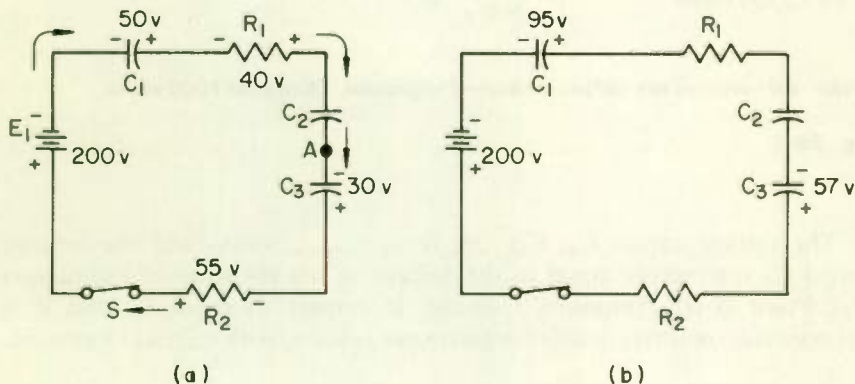 50 v
95 v
- + - R₁ +
- + R₁
C₁ 40 v
C₁
C₂
C₂
E₁ -
-
A
200 v
+
200 v
+
C₃ - 30 v
+
C₃ - 57 v
+
55 v
S + R₂ -
R₂
(a)
(b)